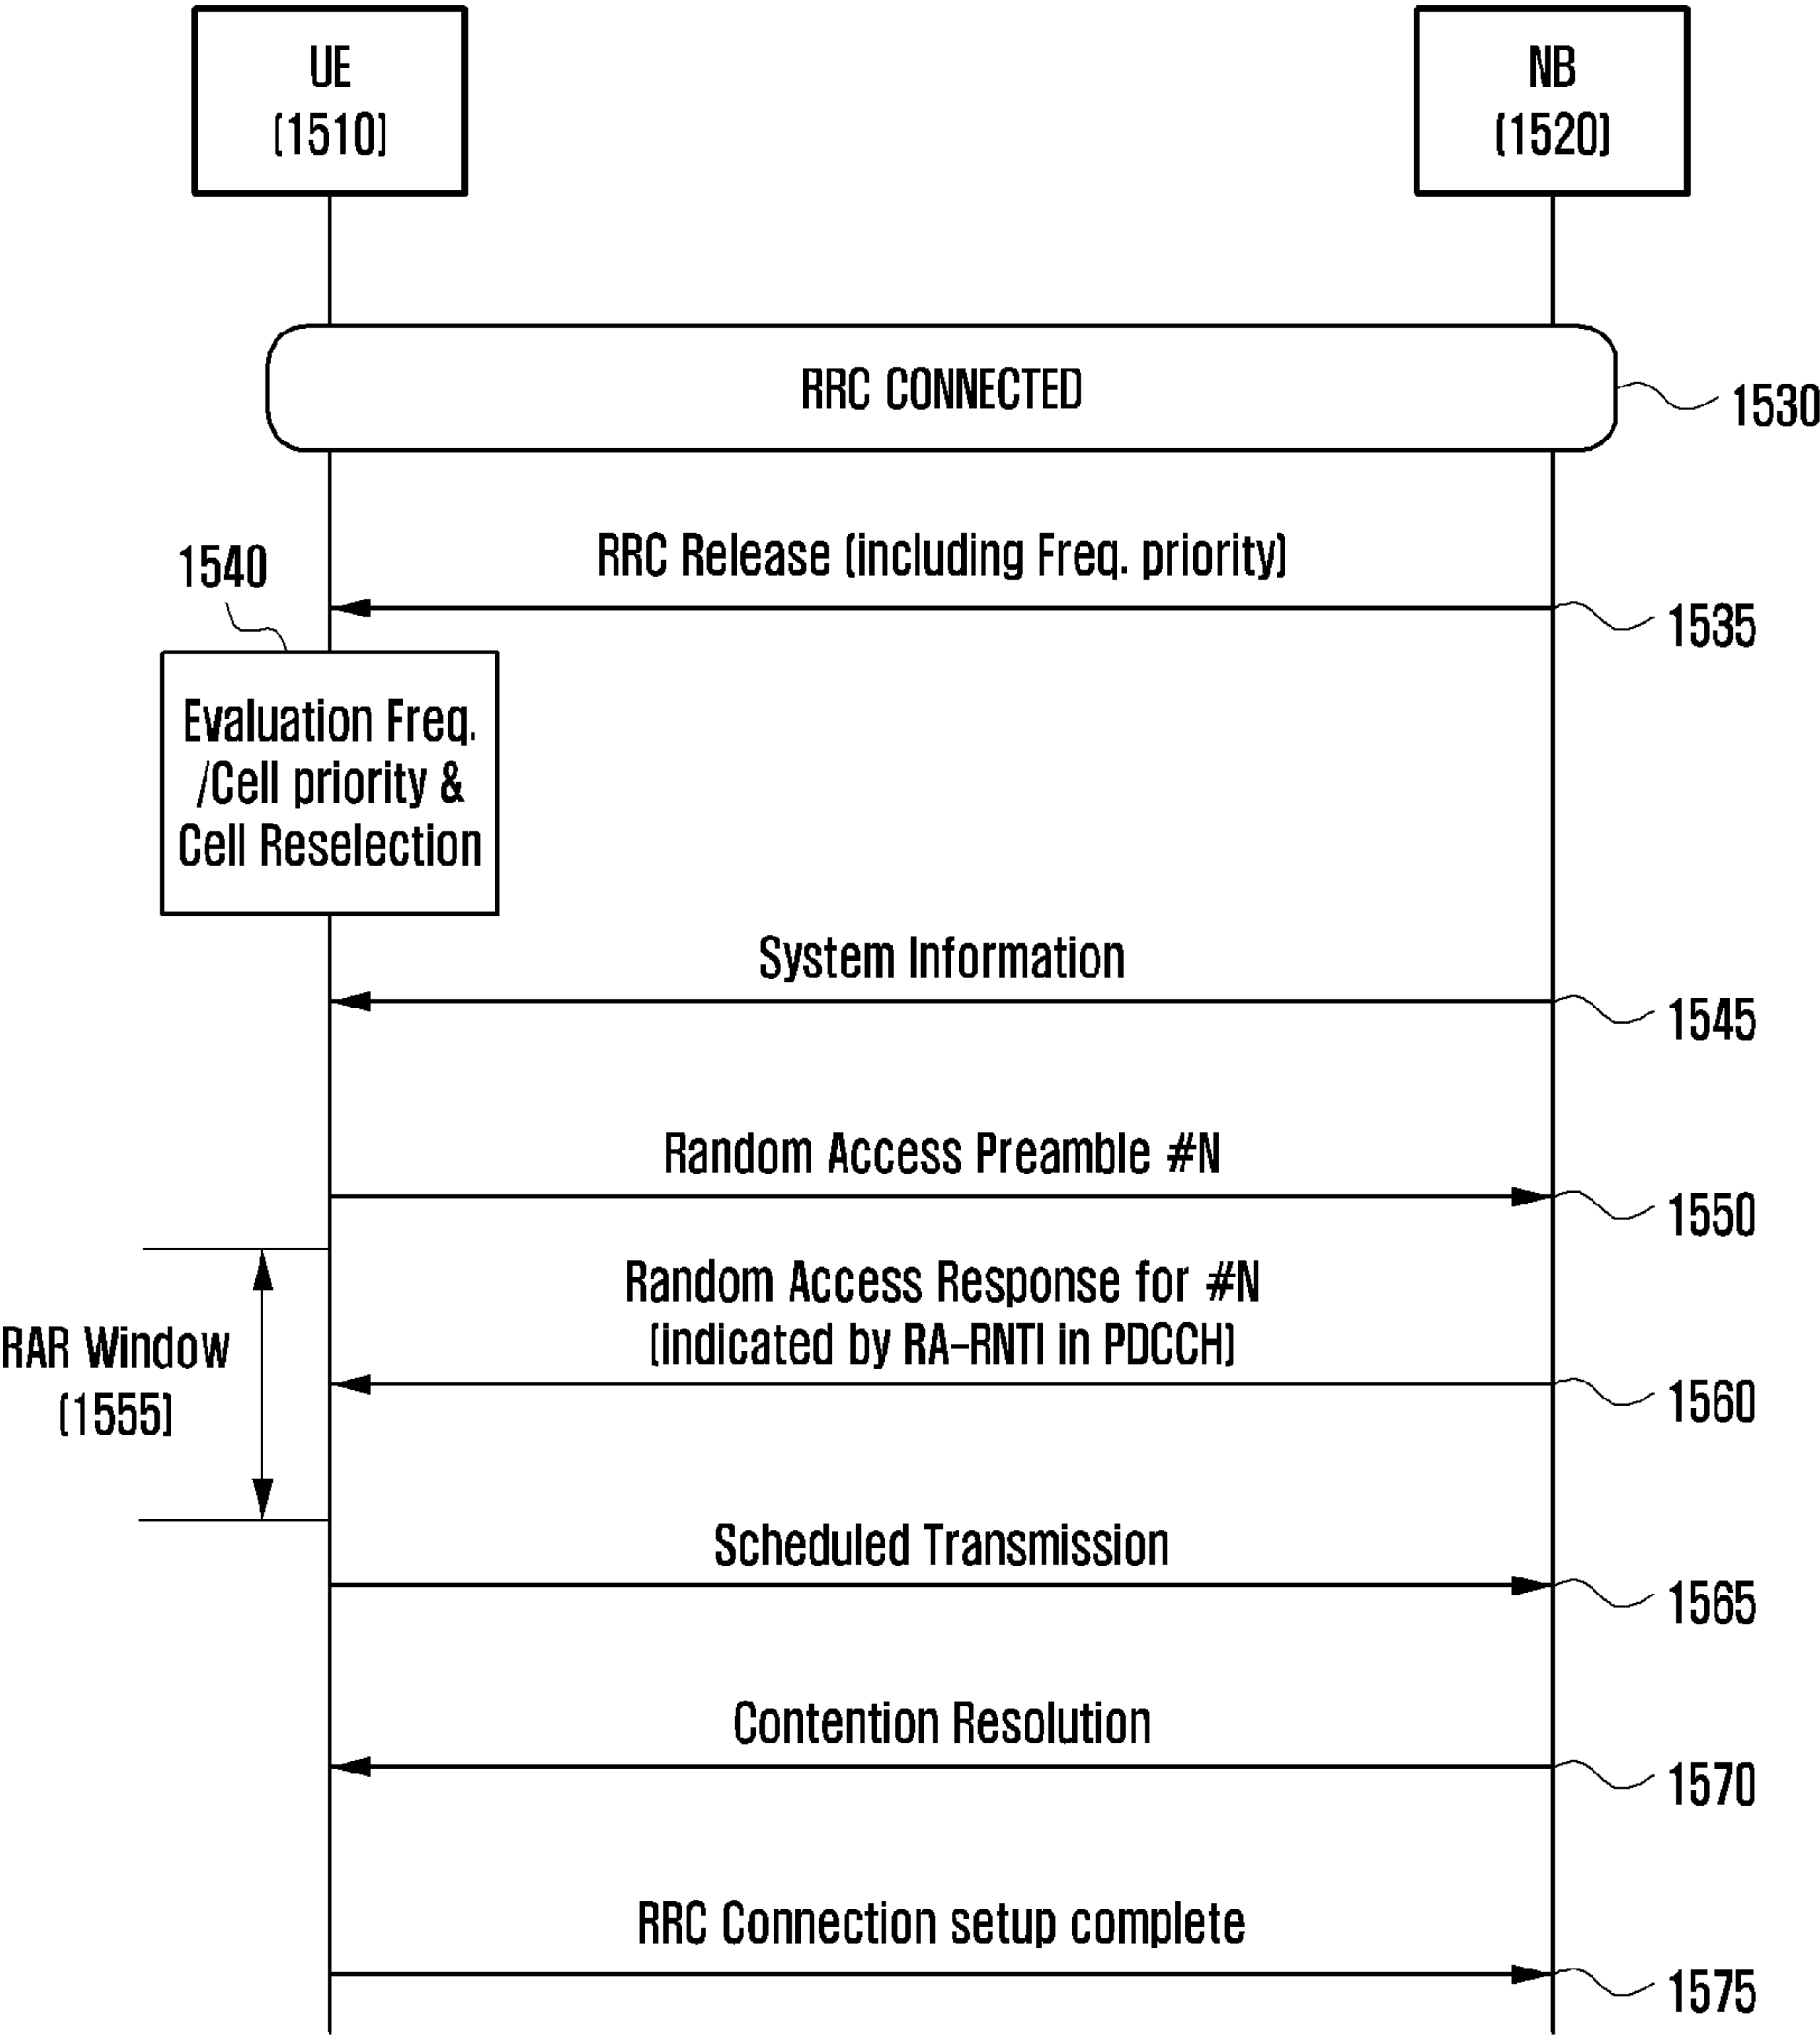 UE
(1510)
NB
(1520)
RRC CONNECTED
1530
RRC Release (including Freq. priority)
1540
1535
Evaluation Freq.
/Cell priority &
Cell Reselection
System Information
1545
Random Access Preamble #N
1550
Random Access Response for #N
(indicated by RA-RNTI in PDCCH)
RAR Window
(1555)
1560
Scheduled Transmission
1565
Contention Resolution
1570
RRC Connection setup complete
1575